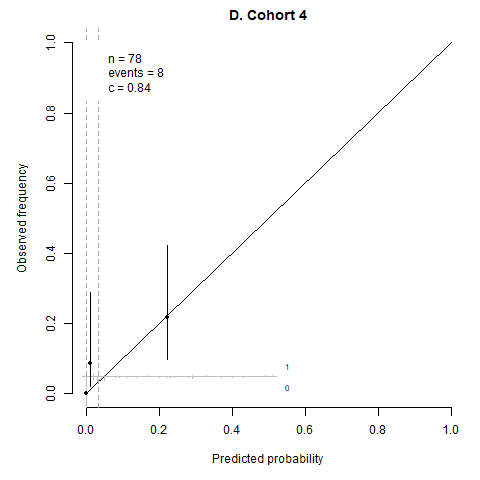 D. Cohort 4
n = 78
events = 8
c = 0.84
Observed frequency
1.0
0.8
0.6
0.4
0.2
0.0
1
0
0.0 0.2 0.4 0.6 0.8 1.0
Predicted probability